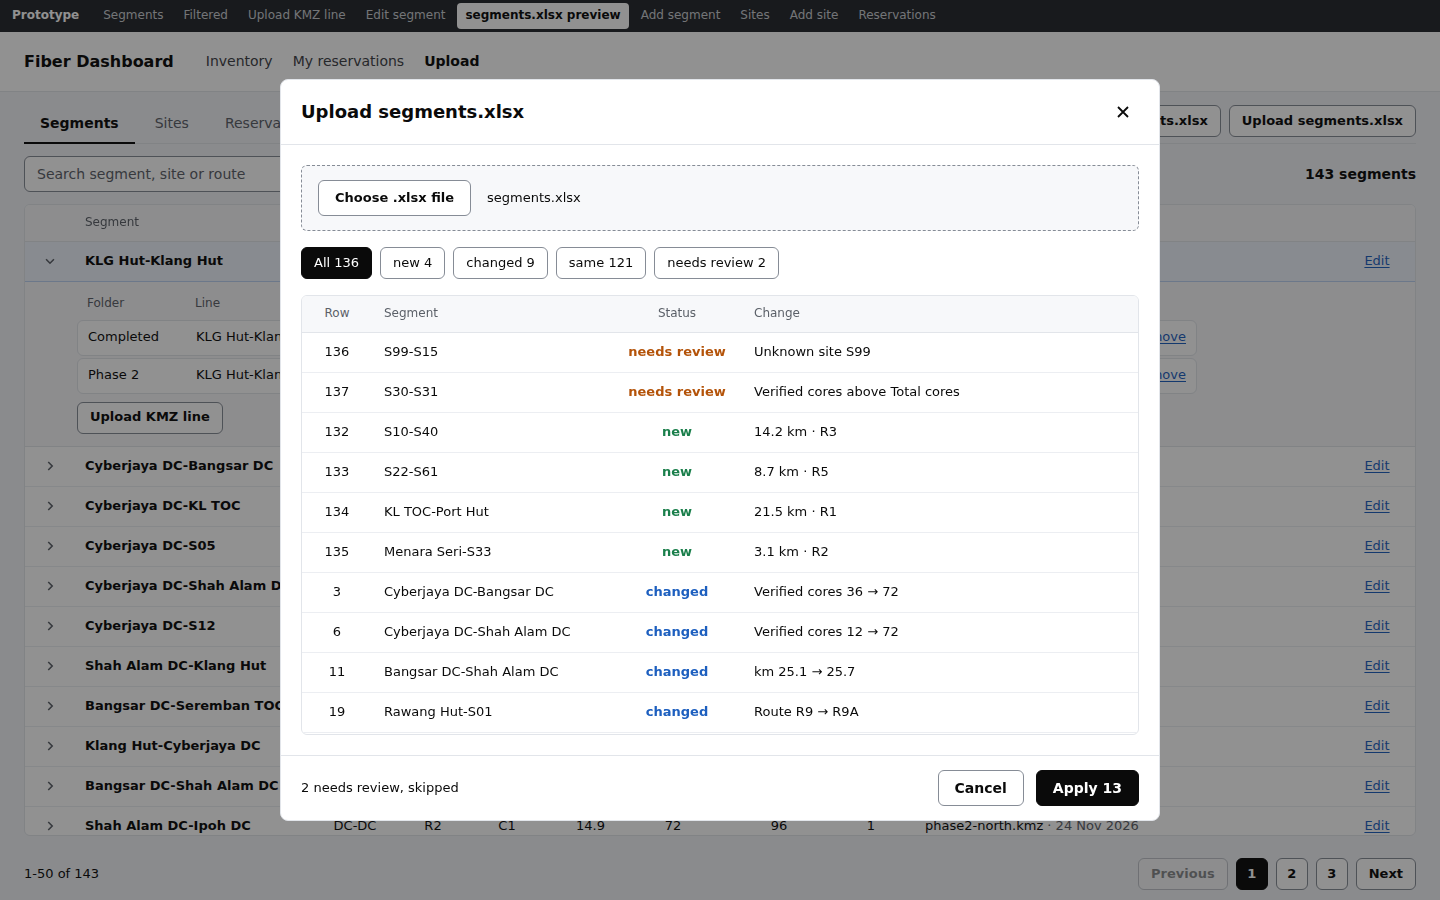 Prototype Segments Filtered Upload KMZ line Edit segment segments.xlsx preview Add segment Sites Add site Reservations
Fiber Dashboard Inventory My reservations Upload
Upload segments.xlsx
Segments Sites Reserva ts.xlsx Upload segments.xlsx
Search segment, site or route 143 segments
Choose .xlsx file segments.xlsx
Segment
All 136 new 4 changed 9 same 121 needs review 2
KLG Hut-Klang Hut Edit
Folder Line
Completed KLG Hut-Klan ove
Phase 2 KLG Hut-Klan ove
Upload KMZ line
Row Segment Status Change
136 S99-S15 needs review Unknown site S99
137 S30-S31 needs review Verified cores above Total cores
132 S10-S40 new 14.2 km · R3
133 S22-S61 new 8.7 km · R5
134 KL TOC-Port Hut new 21.5 km · R1
135 Menara Seri-S33 new 3.1 km · R2
3 Cyberjaya DC-Bangsar DC changed Verified cores 36 → 72
6 Cyberjaya DC-Shah Alam DC changed Verified cores 12 → 72
11 Bangsar DC-Shah Alam DC changed km 25.1 → 25.7
19 Rawang Hut-S01 changed Route R9 → R9A
Cyberjaya DC-Bangsar DC Edit
Cyberjaya DC-KL TOC Edit
Cyberjaya DC-S05 Edit
Cyberjaya DC-Shah Alam D Edit
Cyberjaya DC-S12 Edit
Shah Alam DC-Klang Hut Edit
Bangsar DC-Seremban TOC Edit
Klang Hut-Cyberjaya DC Edit
Bangsar DC-Shah Alam DC Edit
2 needs review, skipped Cancel Apply 13
Shah Alam DC-Ipoh DC DC-DC R2 C1 14.9 72 96 1 phase2-north.kmz · 24 Nov 2026 Edit
1-50 of 143 Previous 1 2 3 Next